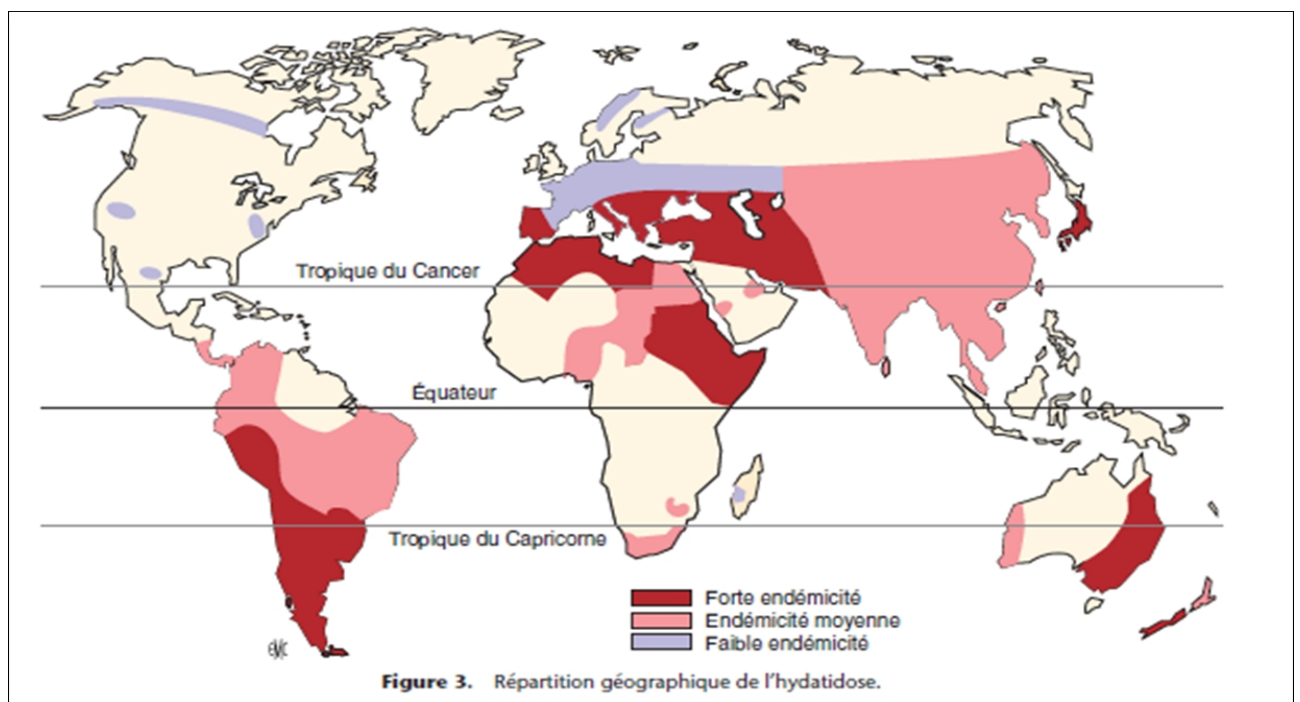 Tropique du Cancer
Équateur
Tropique du Capricorne
Forte endémicité
Endémicité moyenne
Faible endémicité
EMC
Figure 3. Répartition géographique de l'hydatidose.